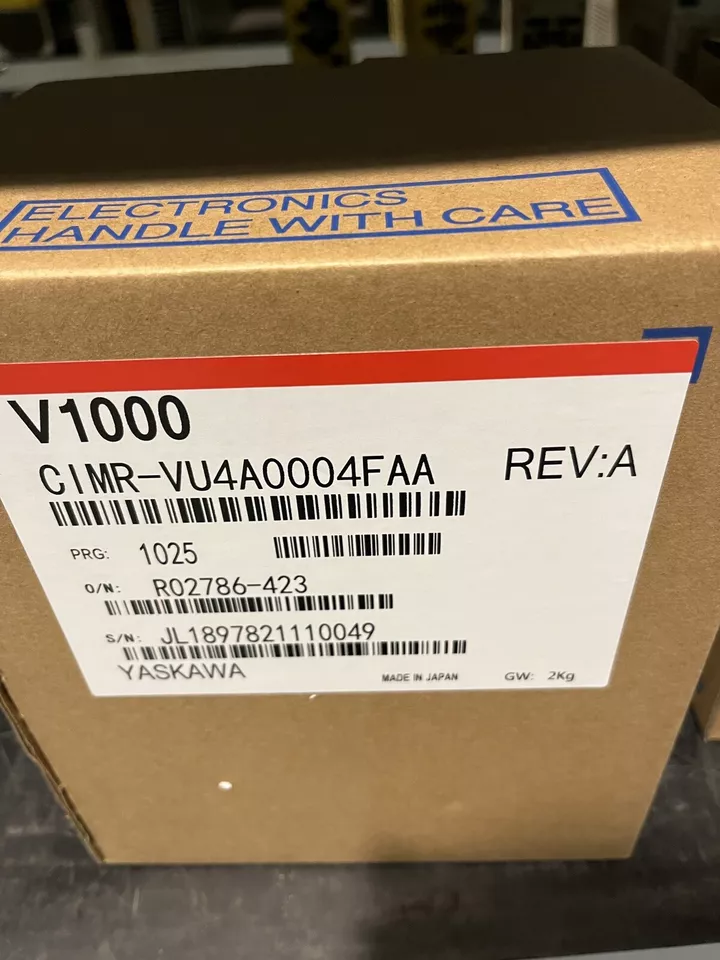 ELECTRONICS
HANDLE WITH CARE
V1000
CIMR-VU4A0004FAA REV:A
PRG: 1025
O/N: R02786-423
S/N: JL1897821110049
YASKAWA MADE IN JAPAN GW: 2Kg